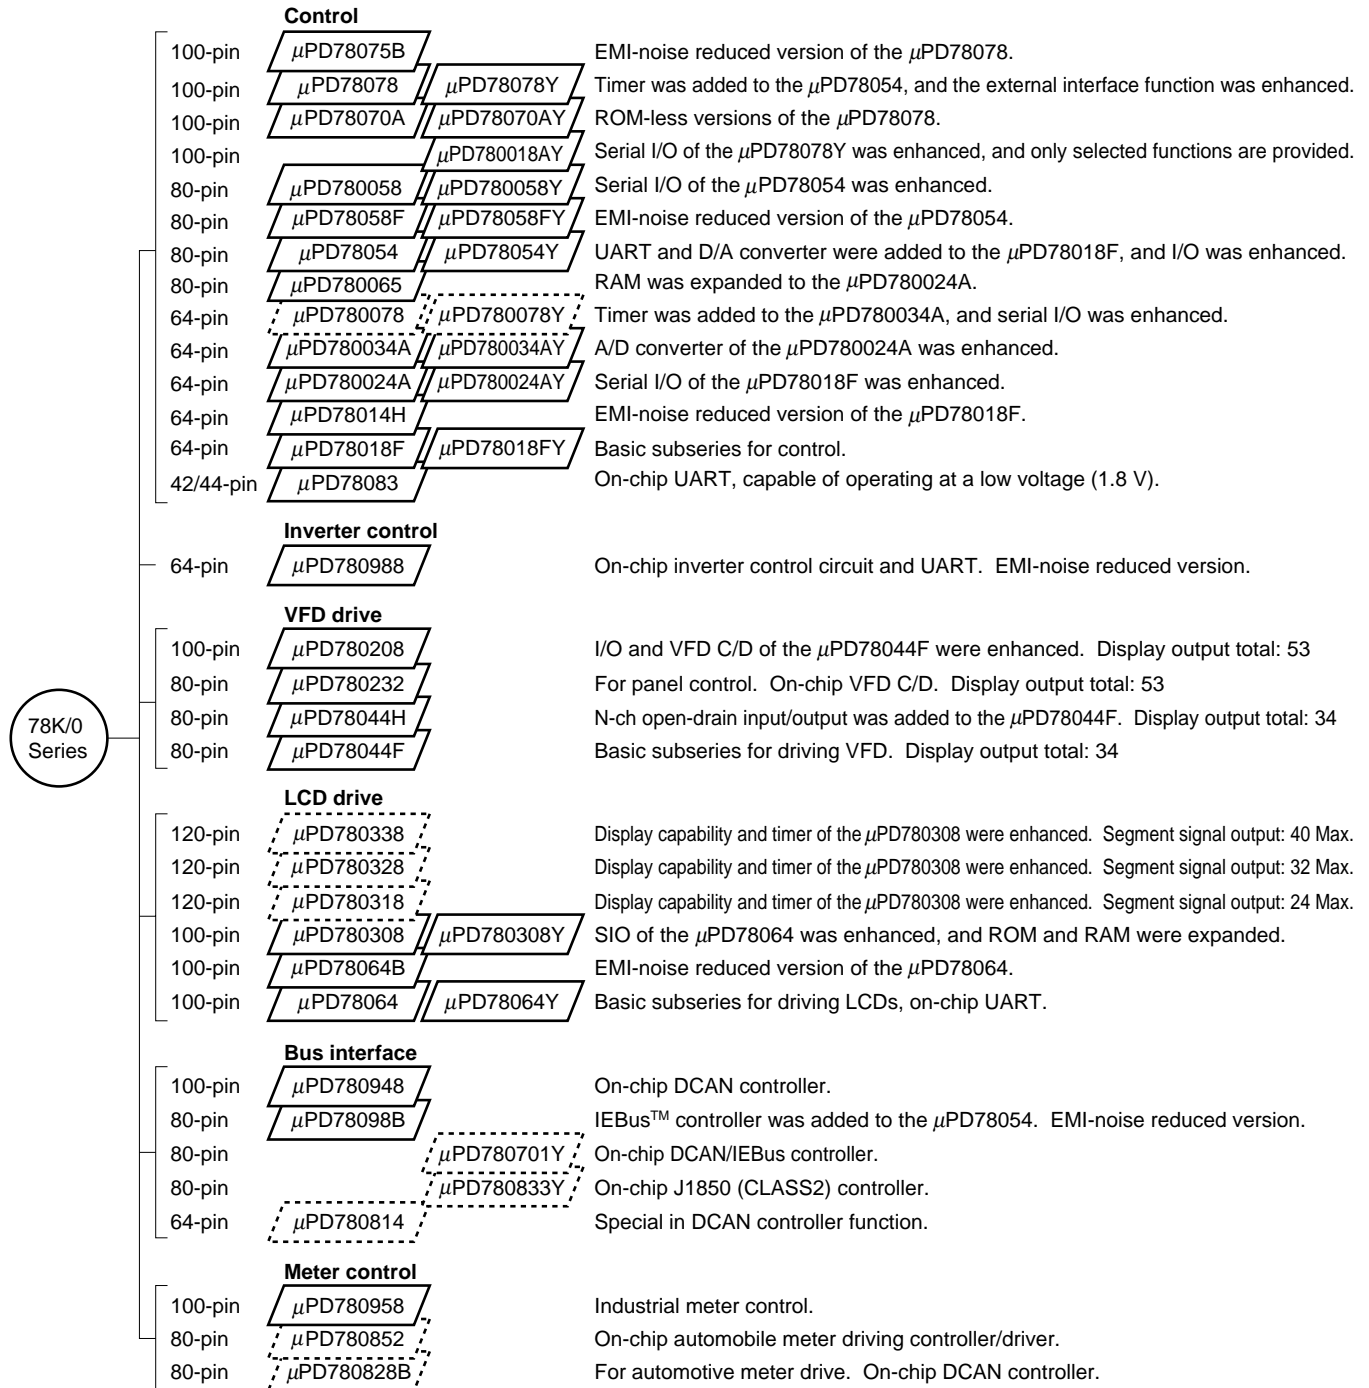 Control
100-pin μPD78075B EMI-noise reduced version of the μPD78078.
100-pin μPD78078 μPD78078Y Timer was added to the μPD78054, and the external interface function was enhanced.
100-pin μPD78070A μPD78070AY ROM-less versions of the μPD78078.
100-pin μPD780018AY Serial I/O of the μPD78078Y was enhanced, and only selected functions are provided.
80-pin μPD780058 μPD780058Y Serial I/O of the μPD78054 was enhanced.
80-pin μPD78058F μPD78058FY EMI-noise reduced version of the μPD78054.
80-pin μPD78054 μPD78054Y UART and D/A converter were added to the μPD78018F, and I/O was enhanced.
80-pin μPD780065 RAM was expanded to the μPD780024A.
64-pin μPD780078 μPD780078Y Timer was added to the μPD780034A, and serial I/O was enhanced.
64-pin μPD780034A μPD780034AY A/D converter of the μPD780024A was enhanced.
64-pin μPD780024A μPD780024AY Serial I/O of the μPD78018F was enhanced.
64-pin μPD78014H EMI-noise reduced version of the μPD78018F.
64-pin μPD78018F μPD78018FY Basic subseries for control.
42/44-pin μPD78083 On-chip UART, capable of operating at a low voltage (1.8 V).
Inverter control
64-pin μPD780988 On-chip inverter control circuit and UART. EMI-noise reduced version.
VFD drive
100-pin μPD780208 I/O and VFD C/D of the μPD78044F were enhanced. Display output total: 53
80-pin μPD780232 For panel control. On-chip VFD C/D. Display output total: 53
80-pin μPD78044H N-ch open-drain input/output was added to the μPD78044F. Display output total: 34
80-pin μPD78044F Basic subseries for driving VFD. Display output total: 34
78K/0
Series
LCD drive
120-pin μPD780338 Display capability and timer of the μPD780308 were enhanced. Segment signal output: 40 Max.
120-pin μPD780328 Display capability and timer of the μPD780308 were enhanced. Segment signal output: 32 Max.
120-pin μPD780318 Display capability and timer of the μPD780308 were enhanced. Segment signal output: 24 Max.
100-pin μPD780308 μPD780308Y SIO of the μPD78064 was enhanced, and ROM and RAM were expanded.
100-pin μPD78064B EMI-noise reduced version of the μPD78064.
100-pin μPD78064 μPD78064Y Basic subseries for driving LCDs, on-chip UART.
Bus interface
100-pin μPD780948 On-chip DCAN controller.
80-pin μPD78098B IEBus™ controller was added to the μPD78054. EMI-noise reduced version.
80-pin μPD780701Y On-chip DCAN/IEBus controller.
80-pin μPD780833Y On-chip J1850 (CLASS2) controller.
64-pin μPD780814 Special in DCAN controller function.
Meter control
100-pin μPD780958 Industrial meter control.
80-pin μPD780852 On-chip automobile meter driving controller/driver.
80-pin μPD780828B For automotive meter drive. On-chip DCAN controller.